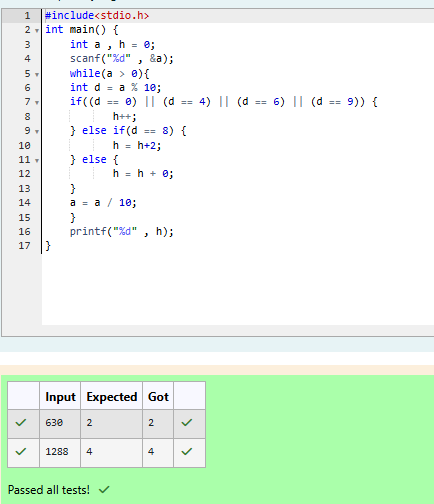 1 #include<stdio.h>
2 int main() {
3 int a , h = 0;
4 scanf("%d" , &a);
5 while(a > 0){
6 int d = a % 10;
7 if((d == 0) || (d == 4) || (d == 6) || (d == 9)) {
8 h++;
9 } else if(d == 8) {
10 h = h+2;
11 } else {
12 h = h + 0;
13 }
14 a = a / 10;
15 }
16 printf("%d" , h);
17 }
Input Expected Got
630 2 2
1288 4 4
Passed all tests!